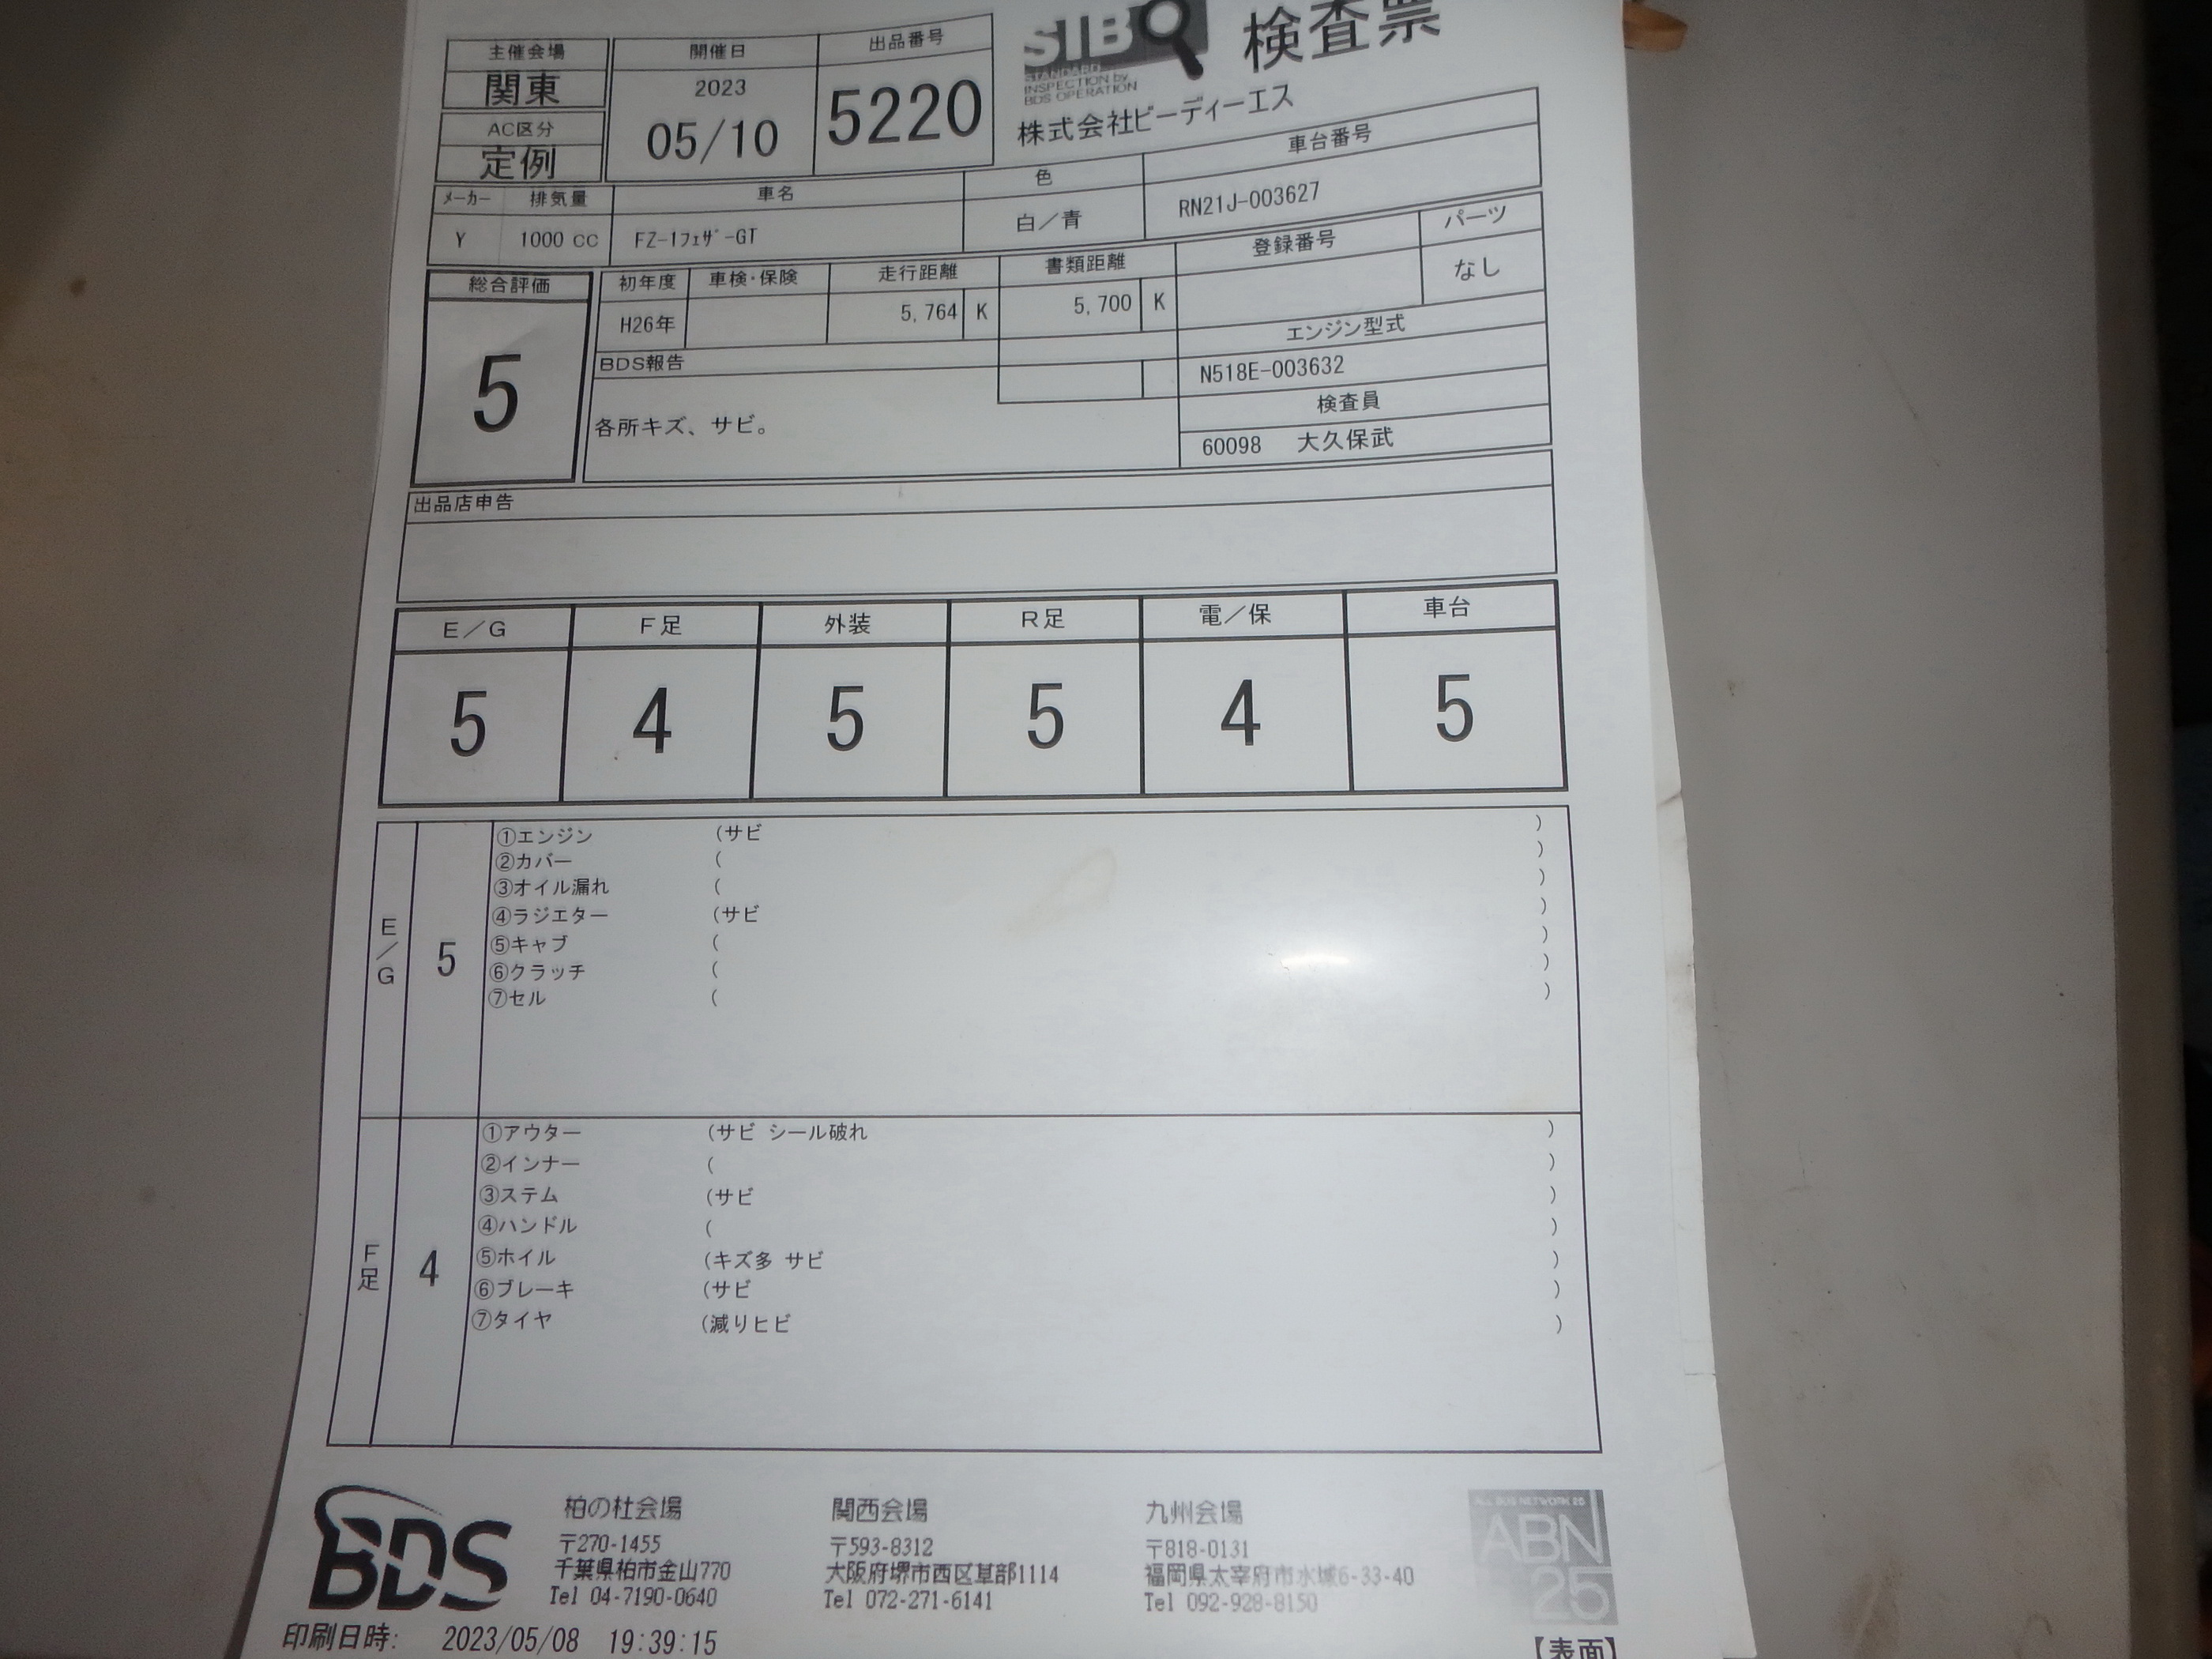 主催会場
関東
AC区分
定例
開催日
2023
05/10
出品番号
5220
SIB
STANDARD
INSPECTION by
BDS OPERATION
検査票
株式会社ビーディーエス
メーカー 排気量 車名 色 車台番号
Y 1000 cc FZ-1ﾌｪｻﾞｰGT 白／青 RN21J-003627
総合評価
5
初年度 車検・保険 走行距離 書類距離 登録番号 パーツ
H26年 5,764 K 5,700 K なし
エンジン型式
N518E-003632
検査員
60098 大久保武
BDS報告
各所キズ、サビ。
出品店申告
E／G F足 外装 R足 電／保 車台
5 4 5 5 4 5
E／G 5
①エンジン (サビ )
②カバー ( )
③オイル漏れ ( )
④ラジエター (サビ )
⑤キャブ ( )
⑥クラッチ ( )
⑦セル ( )
F足 4
①アウター (サビ シール破れ )
②インナー ( )
③ステム (サビ )
④ハンドル ( )
⑤ホイル (キズ多 サビ )
⑥ブレーキ (サビ )
⑦タイヤ (減りヒビ )
BDS
柏の杜会場
〒270-1455
千葉県柏市金山770
Tel 04-7190-0640
関西会場
〒593-8312
大阪府堺市西区草部1114
Tel 072-271-6141
九州会場
〒818-0131
福岡県太宰府市水城6-33-40
Tel 092-928-8150
ALL BDS NETWORK 25
ABN
25
印刷日時: 2023/05/08 19:39:15
【表面】